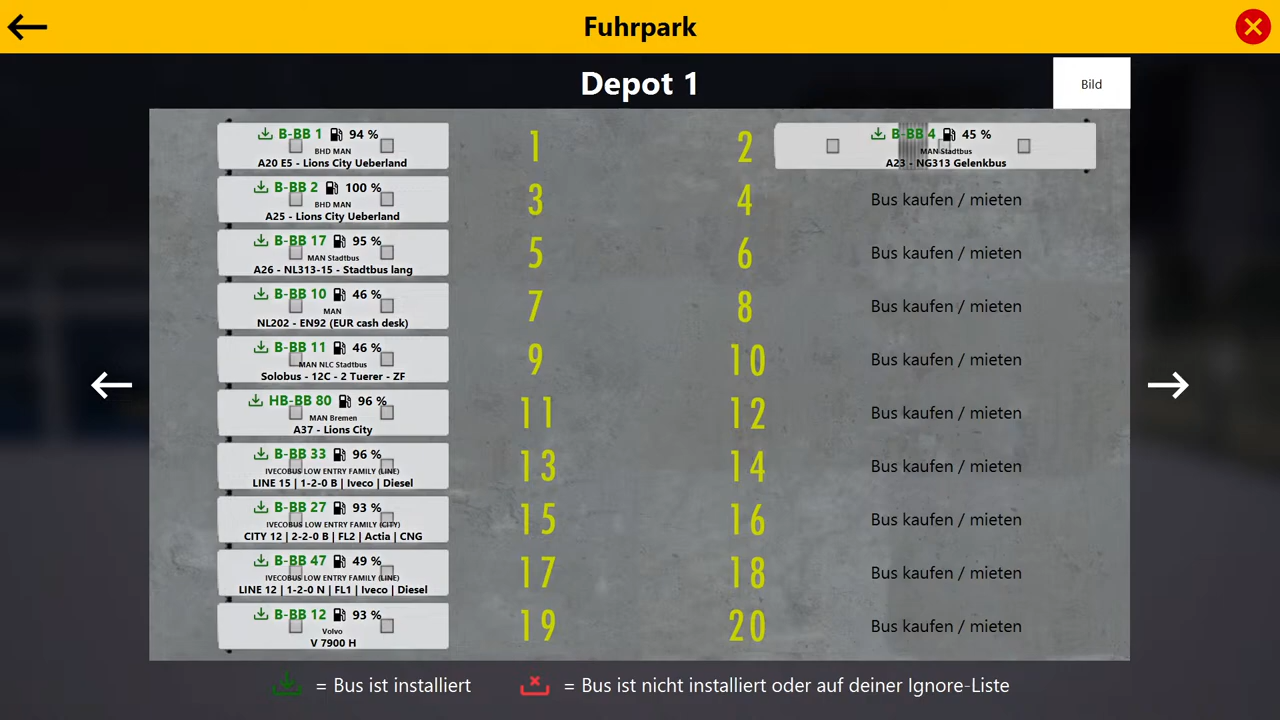 Fuhrpark
Depot 1
Bild
B-BB 1 94 %
BHD MAN
A20 E5 - Lions City Ueberland
1
2
B-BB 4 45 %
MAN Stadtbus
A23 - NG313 Gelenkbus
B-BB 2 100 %
BHD MAN
A25 - Lions City Ueberland
3
4
Bus kaufen / mieten
B-BB 17 95 %
MAN Stadtbus
A26 - NL313-15 - Stadtbus lang
5
6
Bus kaufen / mieten
B-BB 10 46 %
MAN
NL202 - EN92 (EUR cash desk)
7
8
Bus kaufen / mieten
B-BB 11 46 %
MAN NLC Stadtbus
Solobus - 12C - 2 Tuerer - ZF
9
10
Bus kaufen / mieten
HB-BB 80 96 %
MAN Bremen
A37 - Lions City
11
12
Bus kaufen / mieten
B-BB 33 96 %
IVECOBUS LOW ENTRY FAMILY (LINE)
LINE 15 | 1-2-0 B | Iveco | Diesel
13
14
Bus kaufen / mieten
B-BB 27 93 %
IVECOBUS LOW ENTRY FAMILY (CITY)
CITY 12 | 2-2-0 B | FL2 | Actia | CNG
15
16
Bus kaufen / mieten
B-BB 47 49 %
IVECOBUS LOW ENTRY FAMILY (LINE)
LINE 12 | 1-2-0 N | FL1 | Iveco | Diesel
17
18
Bus kaufen / mieten
B-BB 12 93 %
Volvo
V 7900 H
19
20
Bus kaufen / mieten
= Bus ist installiert
= Bus ist nicht installiert oder auf deiner Ignore-Liste